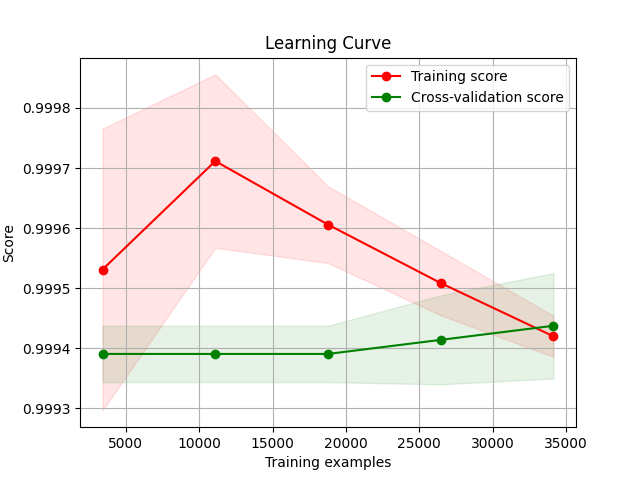 Learning Curve
Training score
Cross-validation score
0.9998
0.9997
0.9996
0.9995
0.9994
0.9993
Score
5000 10000 15000 20000 25000 30000 35000
Training examples